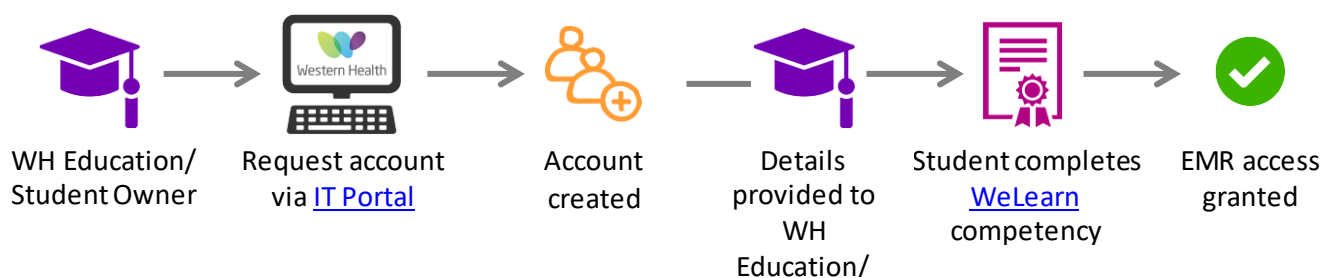 Western Health
WH Education/
Student Owner
Request account
via IT Portal
Account
created
Details
provided to
WH
Education/
Student completes
WeLearn
competency
EMR access
granted